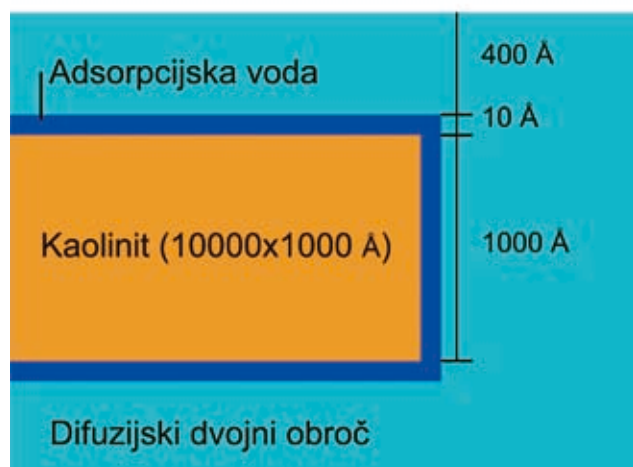 400 Å
Adsorpcijska voda
10 Å
Kaolinit (10000x1000 Å)
1000 Å
Difuzijski dvojni obroč